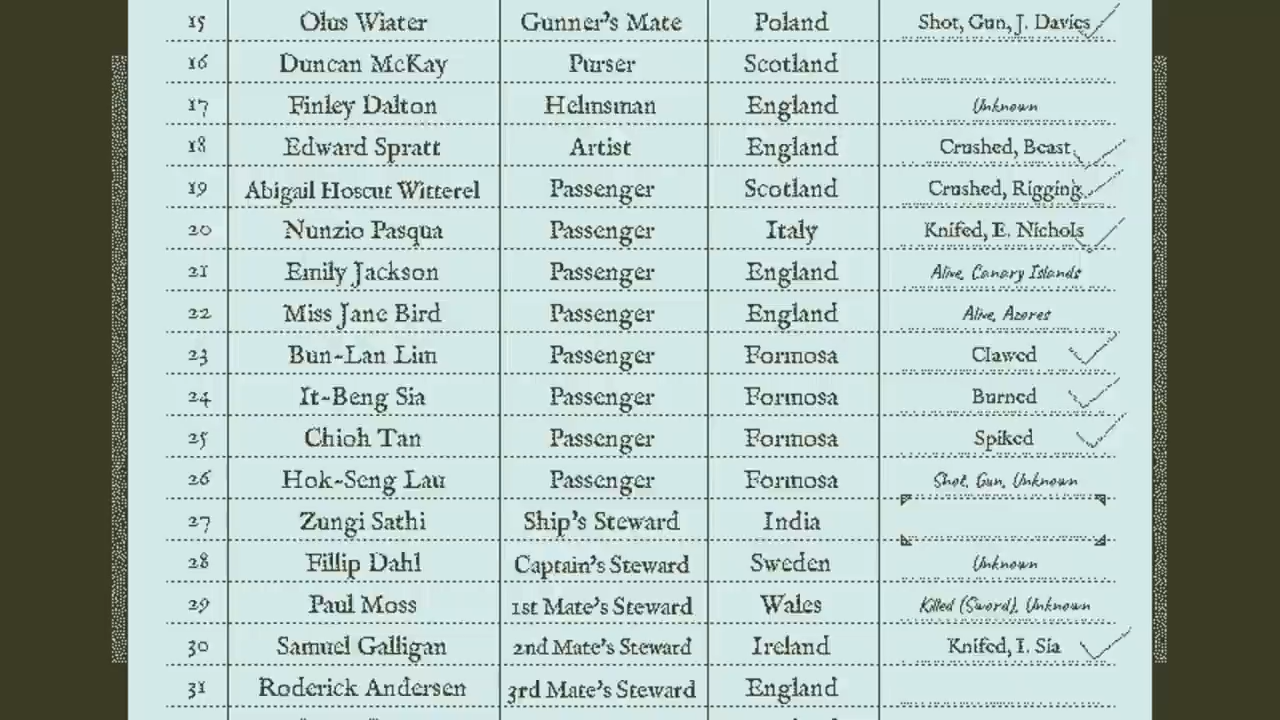 15 Olus Wiater Gunner's Mate Poland Shot, Gun, J. Davies
16 Duncan McKay Purser Scotland
17 Finley Dalton Helmsman England Unknown
18 Edward Spratt Artist England Crushed, Beast
19 Abigail Hoscut Witterel Passenger Scotland Crushed, Rigging
20 Nunzio Pasqua Passenger Italy Knifed, E. Nichols
21 Emily Jackson Passenger England Alive, Canary Islands
22 Miss Jane Bird Passenger England Alive, Azores
23 Bun-Lan Lim Passenger Formosa Clawed
24 It-Beng Sia Passenger Formosa Burned
25 Chioh Tan Passenger Formosa Spiked
26 Hok-Seng Lau Passenger Formosa Shot, Gun, Unknown
27 Zungi Sathi Ship's Steward India
28 Fillip Dahl Captain's Steward Sweden Unknown
29 Paul Moss 1st Mate's Steward Wales Killed (Sword), Unknown
30 Samuel Galligan 2nd Mate's Steward Ireland Knifed, I. Sia
31 Roderick Andersen 3rd Mate's Steward England